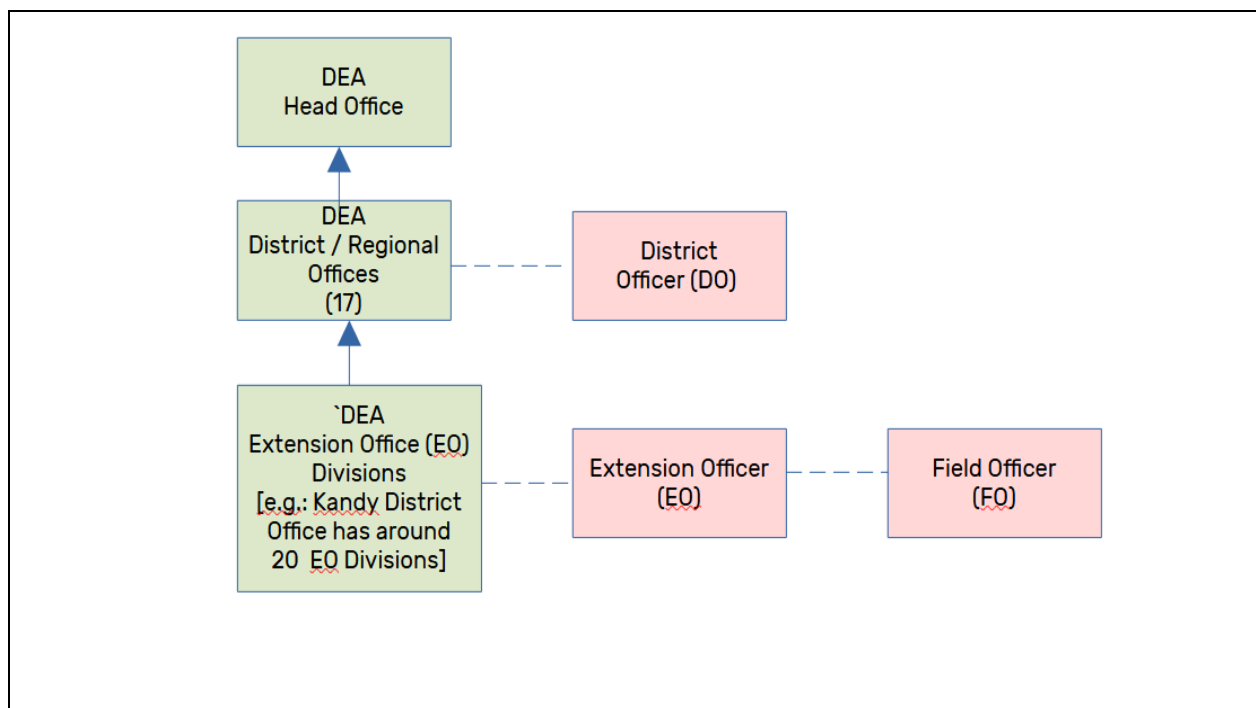 DEA
Head Office
DEA
District / Regional
Offices
(17)
District
Officer (DO)
`DEA
Extension Office (EO)
Divisions
[e.g.: Kandy District
Office has around
20  EO Divisions]
Extension Officer
(EO)
Field Officer
(FO)